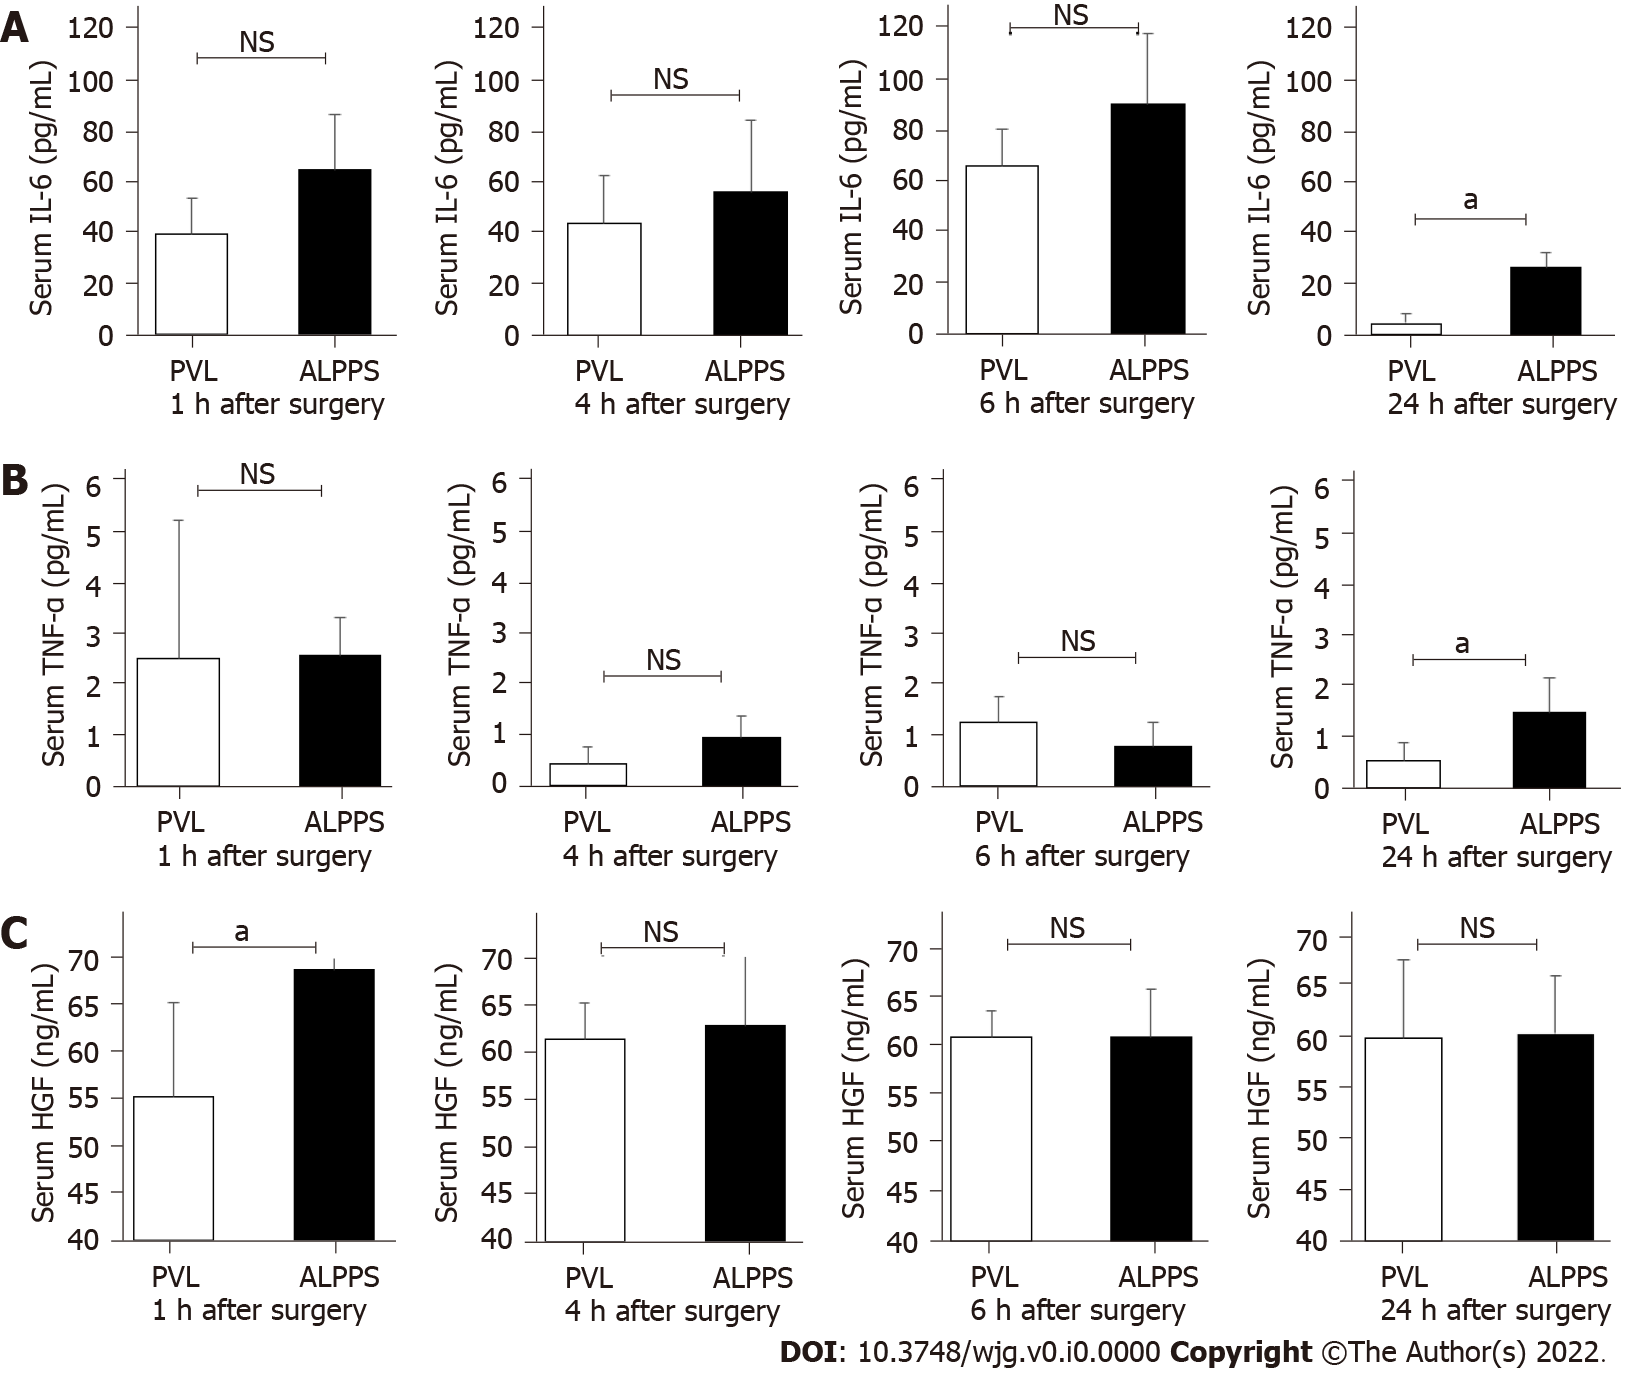 A
Serum IL-6 (pg/mL)
120
100
80
60
40
20
0
NS
PVL ALPPS
1 h after surgery
Serum IL-6 (pg/mL)
120
100
80
60
40
20
0
NS
PVL ALPPS
4 h after surgery
Serum IL-6 (pg/mL)
120
100
80
60
40
20
0
NS
PVL ALPPS
6 h after surgery
Serum IL-6 (pg/mL)
120
100
80
60
40
20
0
a
PVL ALPPS
24 h after surgery
B
Serum TNF-α (pg/mL)
6
5
4
3
2
1
0
NS
PVL ALPPS
1 h after surgery
Serum TNF-α (pg/mL)
6
5
4
3
2
1
0
NS
PVL ALPPS
4 h after surgery
Serum TNF-α (pg/mL)
6
5
4
3
2
1
0
NS
PVL ALPPS
6 h after surgery
Serum TNF-α (pg/mL)
6
5
4
3
2
1
0
a
PVL ALPPS
24 h after surgery
C
Serum HGF (ng/mL)
70
65
60
55
50
45
40
a
PVL ALPPS
1 h after surgery
Serum HGF (ng/mL)
70
65
60
55
50
45
40
NS
PVL ALPPS
4 h after surgery
Serum HGF (ng/mL)
70
65
60
55
50
45
40
NS
PVL ALPPS
6 h after surgery
Serum HGF (ng/mL)
70
65
60
55
50
45
40
NS
PVL ALPPS
24 h after surgery
DOI: 10.3748/wjg.v0.i0.0000 Copyright ©The Author(s) 2022.